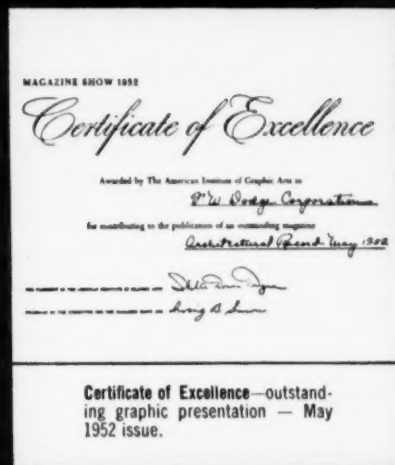 MAGAZINE SHOW 1952
Certificate of Excellence
Awarded by The American Institute of Graphic Arts to
F. W. Dodge Corporation
for contributing to the publication of an outstanding magazine
Architectural Record May 1952
Certificate of Excellence—outstand-
ing graphic presentation — May
1952 issue.